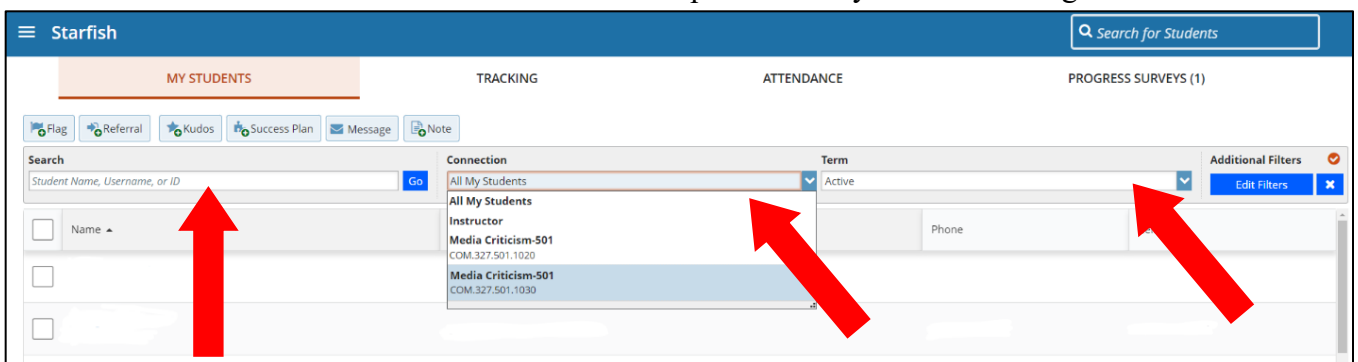 Starfish
Search for Students
MY STUDENTS TRACKING ATTENDANCE PROGRESS SURVEYS (1)
Flag Referral Kudos Success Plan Message Note
Search Connection Term Additional Filters
Student Name, Username, or ID Go All My Students Active Edit Filters
All My Students
Instructor
Name Phone
Media Criticism-501
COM.327.501.1020
Media Criticism-501
COM.327.501.1030